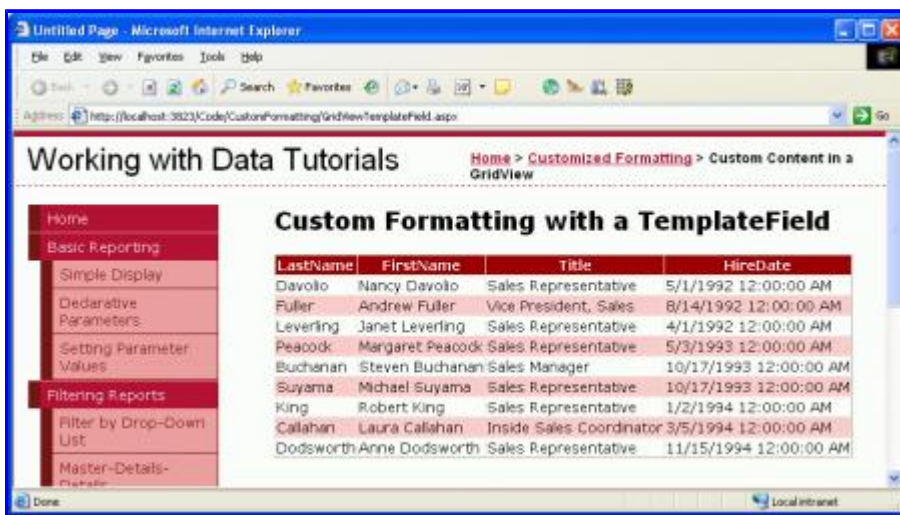 Untitled Page - Microsoft Internet Explorer
File Edit View Favorites Tools Help
Back Search Favorites
Address http://localhost:3823/Code/CustomFormatting/GridViewTemplateField.aspx Go
Working with Data Tutorials
Home > Customized Formatting > Custom Content in a
GridView
Home
Basic Reporting
Simple Display
Declarative
Parameters
Setting Parameter
Values
Filtering Reports
Filter by Drop-Down
List
Master-Details-
Details
Custom Formatting with a TemplateField
LastName FirstName Title HireDate
Davolio Nancy Davolio Sales Representative 5/1/1992 12:00:00 AM
Fuller Andrew Fuller Vice President, Sales 8/14/1992 12:00:00 AM
Leverling Janet Leverling Sales Representative 4/1/1992 12:00:00 AM
Peacock Margaret Peacock Sales Representative 5/3/1993 12:00:00 AM
Buchanan Steven Buchanan Sales Manager 10/17/1993 12:00:00 AM
Suyama Michael Suyama Sales Representative 10/17/1993 12:00:00 AM
King Robert King Sales Representative 1/2/1994 12:00:00 AM
Callahan Laura Callahan Inside Sales Coordinator 3/5/1994 12:00:00 AM
Dodsworth Anne Dodsworth Sales Representative 11/15/1994 12:00:00 AM
Done
Local intranet